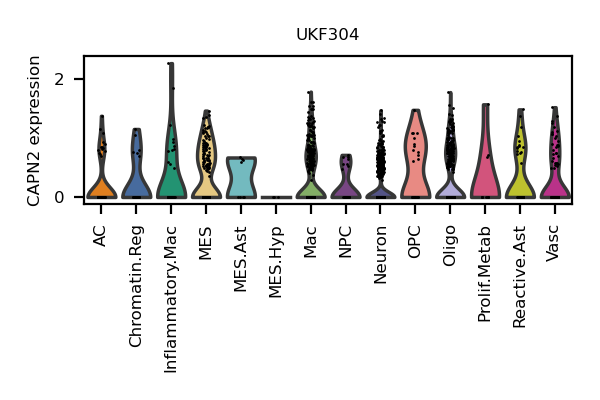 UKF304
CAPN2 expression
2
0
AC
Chromatin.Reg
Inflammatory.Mac
MES
MES.Ast
MES.Hyp
Mac
NPC
Neuron
OPC
Oligo
Prolif.Metab
Reactive.Ast
Vasc